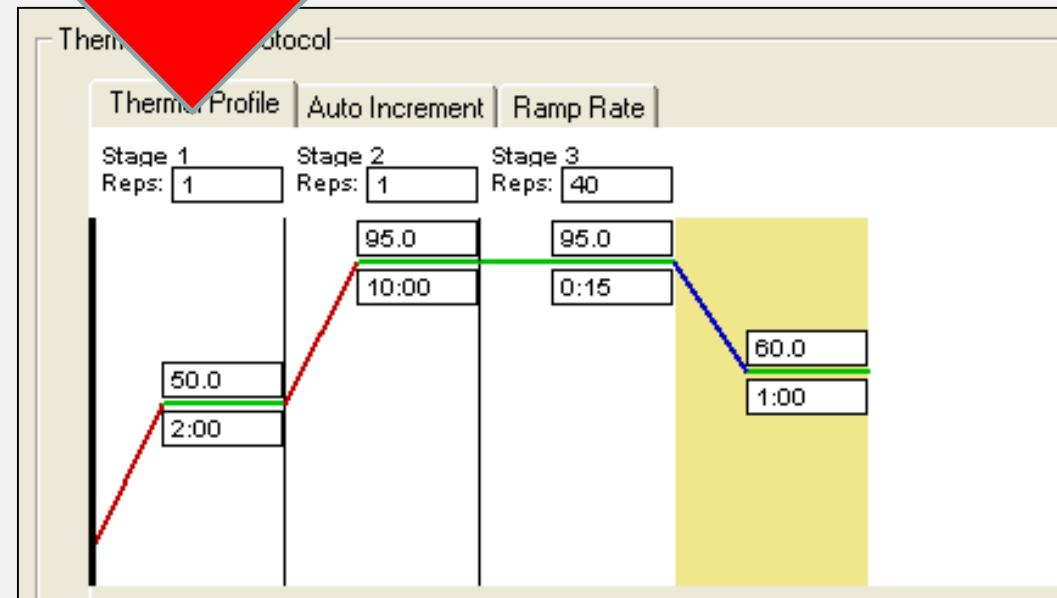 Thermal Profile Auto Increment Ramp Rate
Stage 1 Stage 2 Stage 3
Reps: 1 Reps: 1 Reps: 40
95.0 95.0
10:00 0:15
60.0
50.0
1:00
2:00